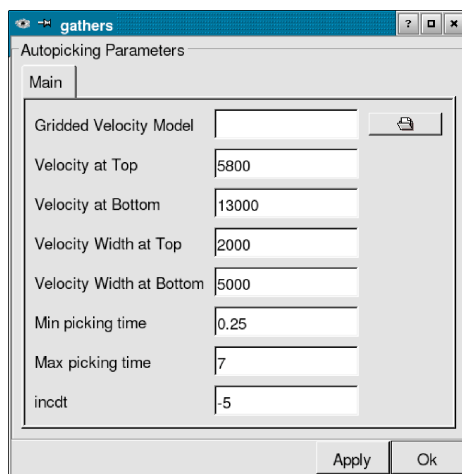 gathers
Autopicking Parameters
Main
Gridded Velocity Model
Velocity at Top 5800
Velocity at Bottom 13000
Velocity Width at Top 2000
Velocity Width at Bottom 5000
Min picking time 0.25
Max picking time 7
incdt -5
Apply Ok